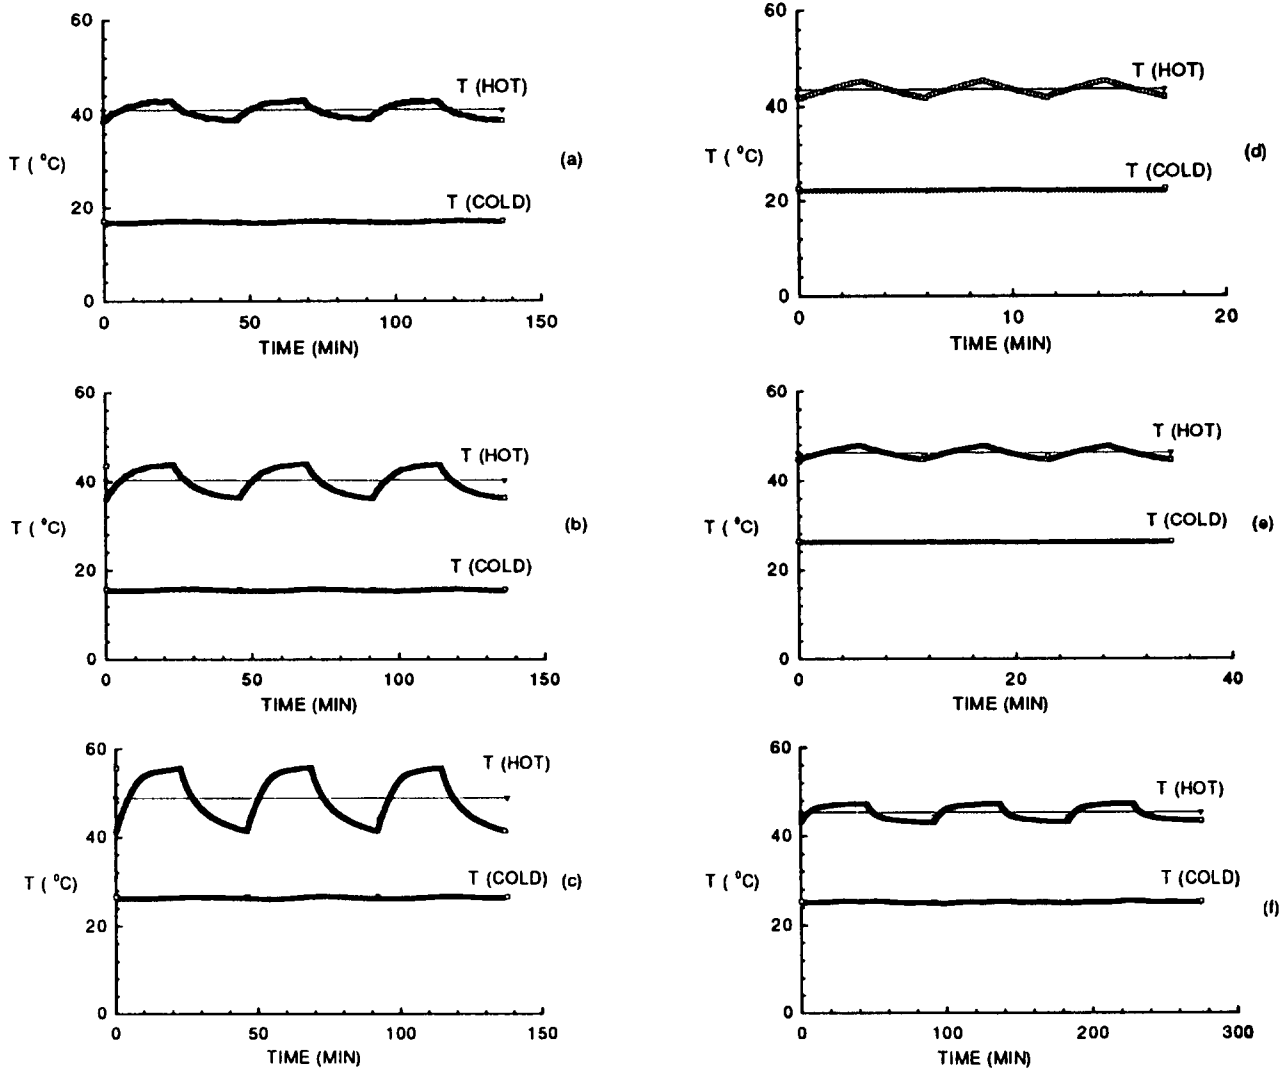 60
40
20
0
T (HOT)
T ( °C)
(a)
T (COLD)
0 50 100 150
TIME (MIN)
60
40
20
0
T (HOT)
T ( °C)
(d)
T (COLD)
0 10 20
TIME (MIN)
60
40
20
0
T (HOT)
T ( °C)
(b)
T (COLD)
0 50 100 150
TIME (MIN)
60
40
20
0
T (HOT)
T ( °C)
(e)
T (COLD)
0 20 40
TIME (MIN)
60
40
20
0
T (HOT)
T ( °C)
T (COLD) (c)
0 50 100 150
TIME (MIN)
60
40
20
0
T (HOT)
T ( °C)
T (COLD)
(f)
0 100 200 300
TIME (MIN)